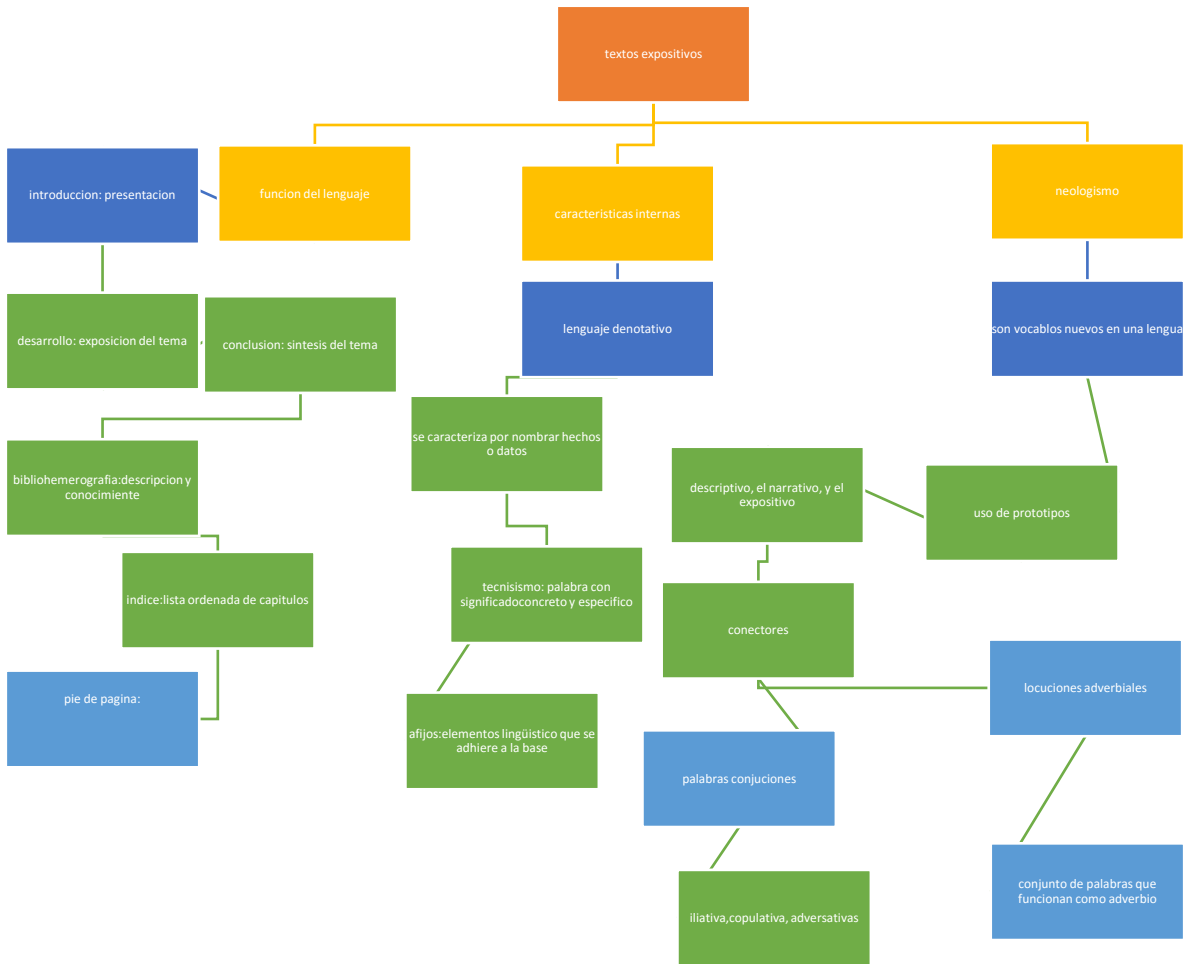 textos expositivos
introduccion: presentacion
funcion del lenguaje
caracteristicas internas
neologismo
desarrollo: exposicion del tema
conclusion: sintesis del tema
lenguaje denotativo
son vocablos nuevos en una lengua
bibliohemerografia:descripcion y
conocimiente
se caracteriza por nombrar hechos
o datos
descriptivo, el narrativo, y el
expositivo
uso de prototipos
indice:lista ordenada de capitulos
tecnisismo: palabra con
significadoconcreto y especifico
conectores
pie de pagina:
afijos:elementos lingüistico que se
adhiere a la base
locuciones adverbiales
palabras conjuciones
iliativa,copulativa, adversativas
conjunto de palabras que
funcionan como adverbio